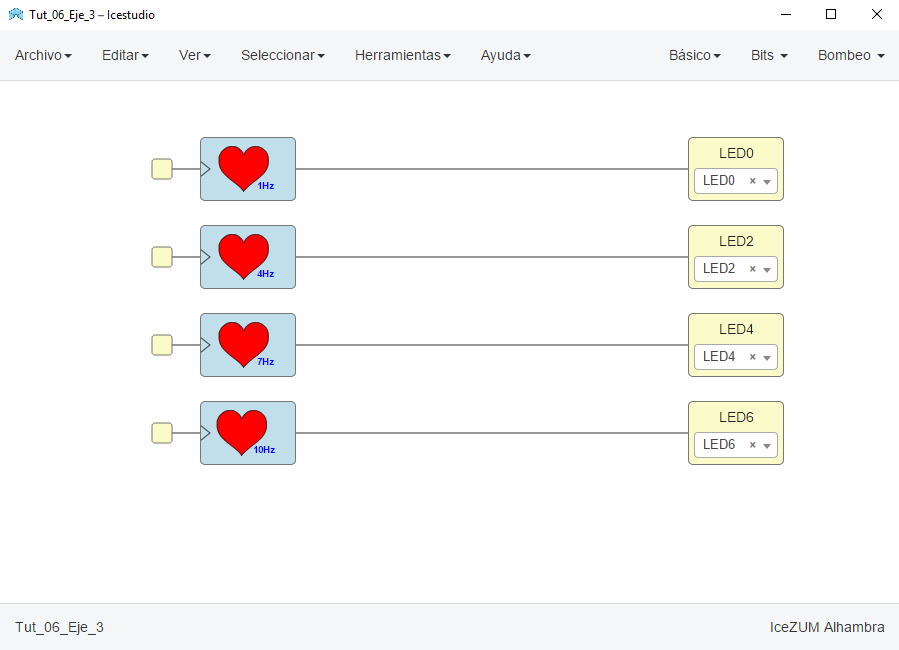 Tut_06_Eje_3 – Icestudio
Archivo Editar Ver Seleccionar Herramientas Ayuda Básico Bits Bombeo
1Hz
LED0
LED0 ×
4Hz
LED2
LED2 ×
7Hz
LED4
LED4 ×
10Hz
LED6
LED6 ×
Tut_06_Eje_3 IceZUM Alhambra